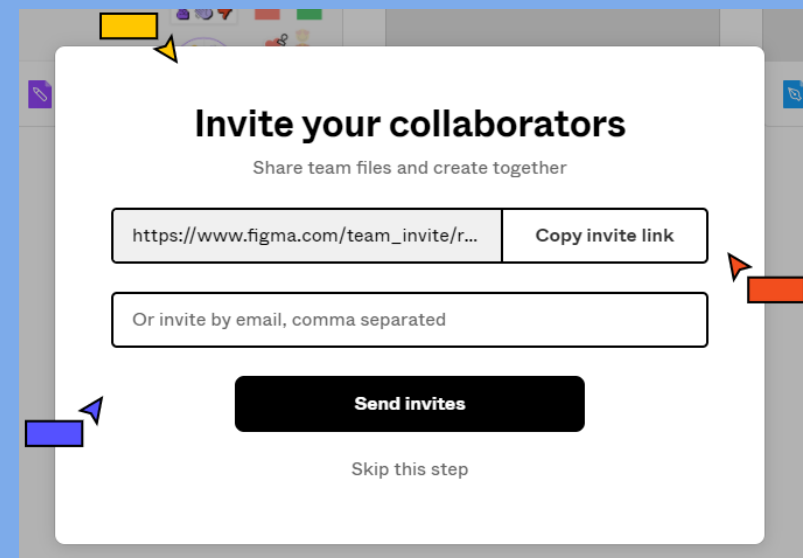 Invite your collaborators
Share team files and create together
https://www.figma.com/team_invite/r...
Copy invite link
Or invite by email, comma separated
Send invites
Skip this step